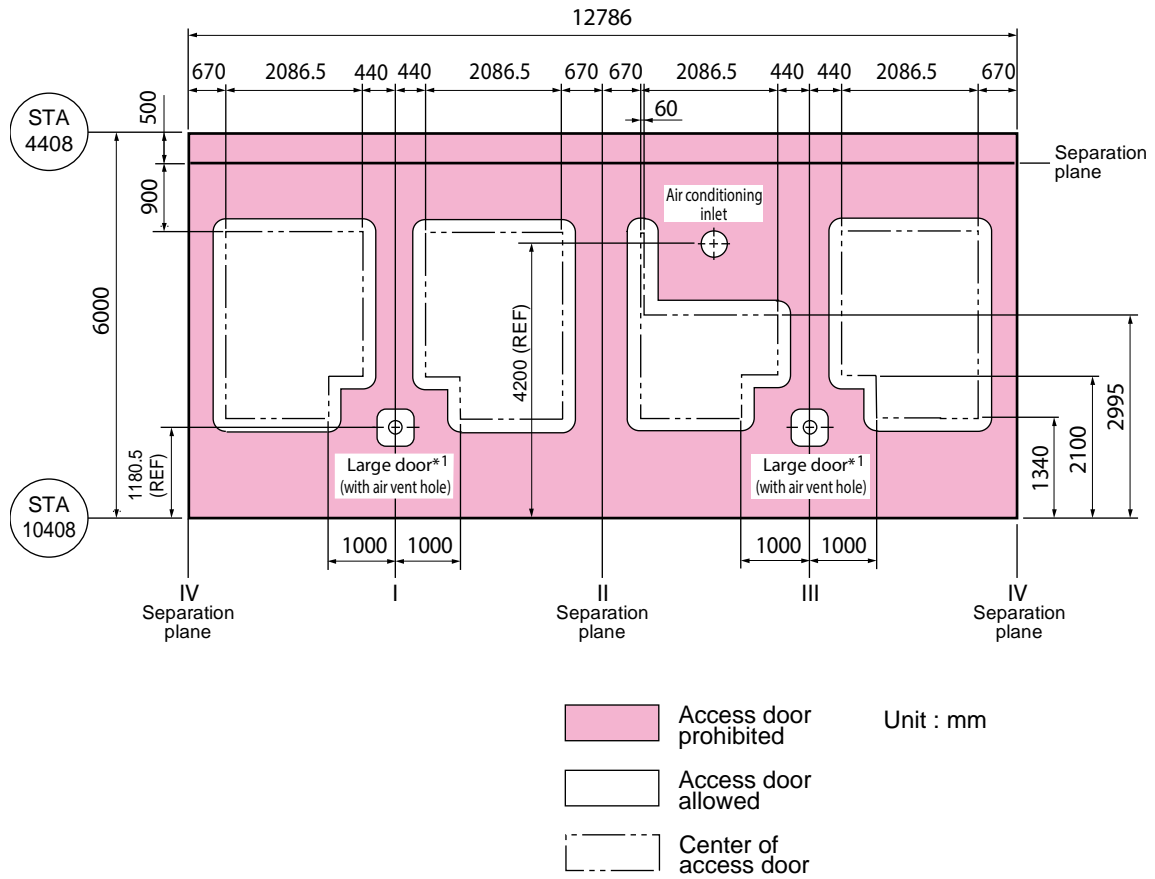 12786
670 2086.5 440 440 2086.5 670 670 2086.5 440 440 2086.5 670
60
STA
4408
500
900
6000
Separation
plane
Air conditioning
inlet
4200 (REF)
1180.5
(REF)
Large door*1
(with air vent hole)
Large door*1
(with air vent hole)
1340
2100
2995
STA
10408
1000 1000 1000 1000
IV
Separation
plane
I
II
Separation
plane
III
IV
Separation
plane
Access door
prohibited
Unit : mm
Access door
allowed
Center of
access door